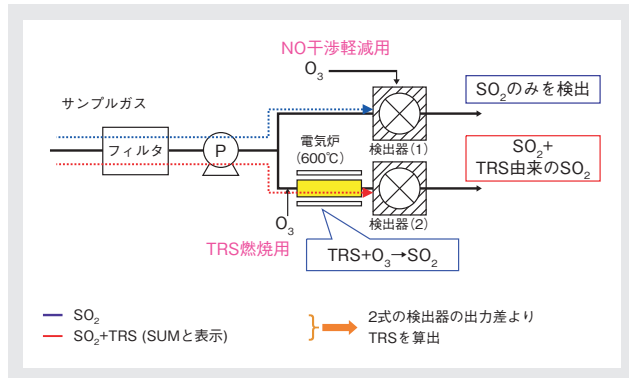 NO干渉軽減用
O3
SO2のみを検出
サンプルガス
フィルタ
P
電気炉
(600℃)
検出器(1)
SO2+
TRS由来のSO2
検出器(2)
O3
TRS燃焼用
TRS+O3→SO2
SO2
SO2+TRS (SUMと表示)
2式の検出器の出力差より
TRSを算出